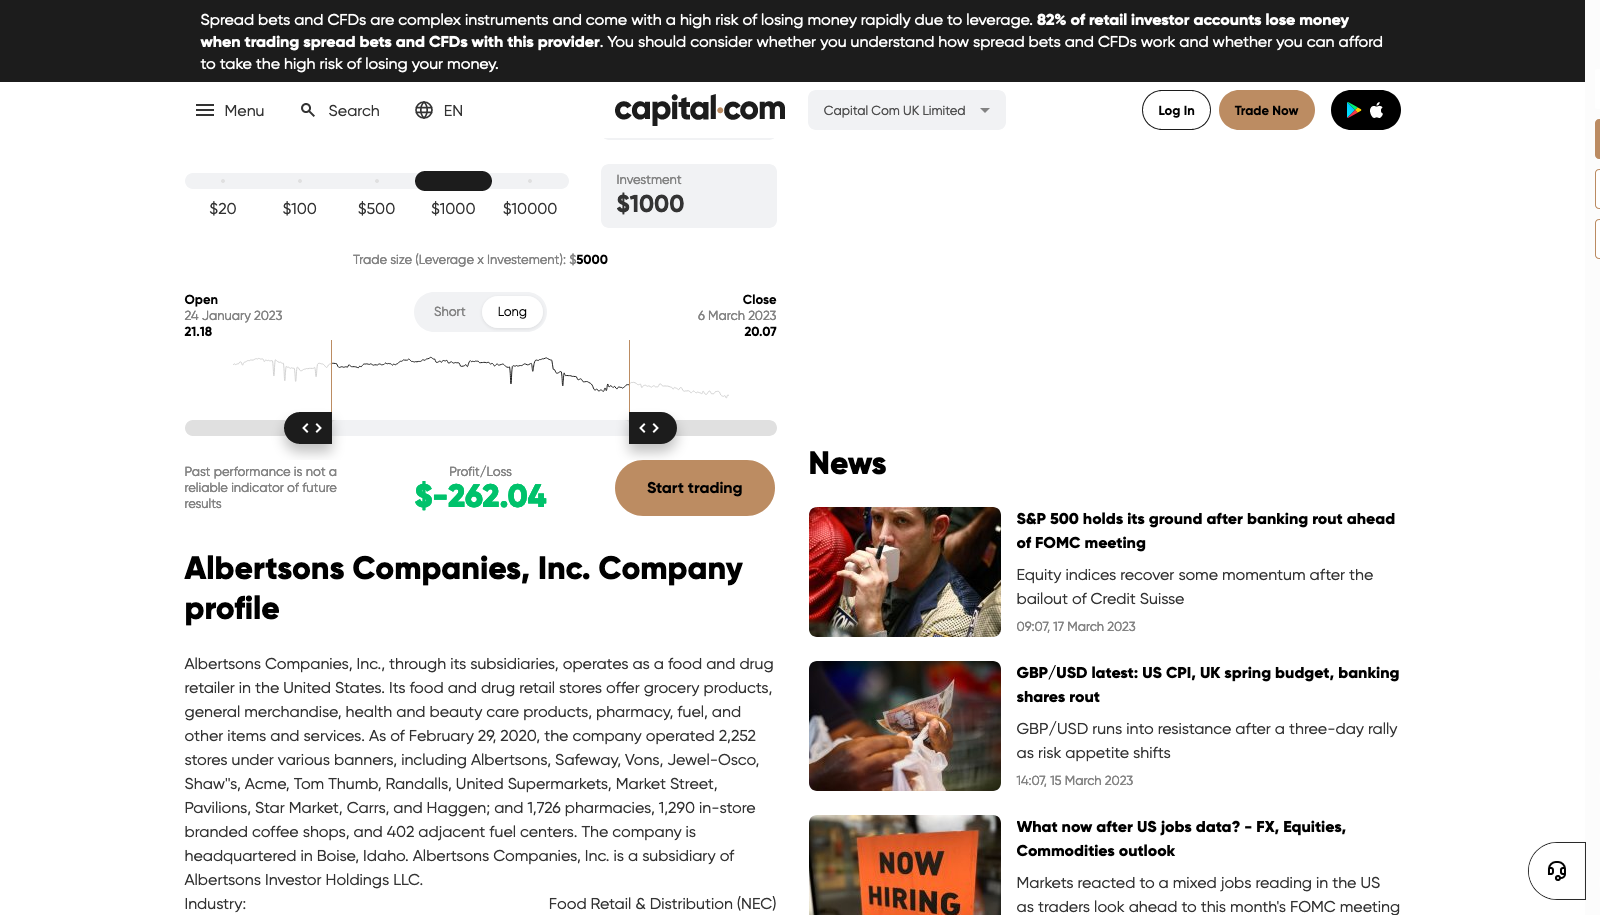 Spread bets and CFDs are complex instruments and come with a high risk of losing money rapidly due to leverage. 82% of retail investor accounts lose money
when trading spread bets and CFDs with this provider. You should consider whether you understand how spread bets and CFDs work and whether you can afford
to take the high risk of losing your money.
Menu
Search
EN
capital.com
Capital Com UK Limited
Log In
Trade Now
$20
$100
$500
$1000
$10000
Investment
$1000
Trade size (Leverage x Investement): $5000
Open
24 January 2023
21.18
Short
Long
Close
6 March 2023
20.07
Past performance is not a
reliable indicator of future
results
Profit/Loss
$-262.04
Start trading
Albertsons Companies, Inc. Company
profile
Albertsons Companies, Inc., through its subsidiaries, operates as a food and drug
retailer in the United States. Its food and drug retail stores offer grocery products,
general merchandise, health and beauty care products, pharmacy, fuel, and
other items and services. As of February 29, 2020, the company operated 2,252
stores under various banners, including Albertsons, Safeway, Vons, Jewel-Osco,
Shaw''s, Acme, Tom Thumb, Randalls, United Supermarkets, Market Street,
Pavilions, Star Market, Carrs, and Haggen; and 1,726 pharmacies, 1,290 in-store
branded coffee shops, and 402 adjacent fuel centers. The company is
headquartered in Boise, Idaho. Albertsons Companies, Inc. is a subsidiary of
Albertsons Investor Holdings LLC.
Industry:
Food Retail & Distribution (NEC)
News
S&P 500 holds its ground after banking rout ahead
of FOMC meeting
Equity indices recover some momentum after the
bailout of Credit Suisse
09:07, 17 March 2023
GBP/USD latest: US CPI, UK spring budget, banking
shares rout
GBP/USD runs into resistance after a three-day rally
as risk appetite shifts
14:07, 15 March 2023
NOW
HIRING
What now after US jobs data? - FX, Equities,
Commodities outlook
Markets reacted to a mixed jobs reading in the US
as traders look ahead to this month's FOMC meeting